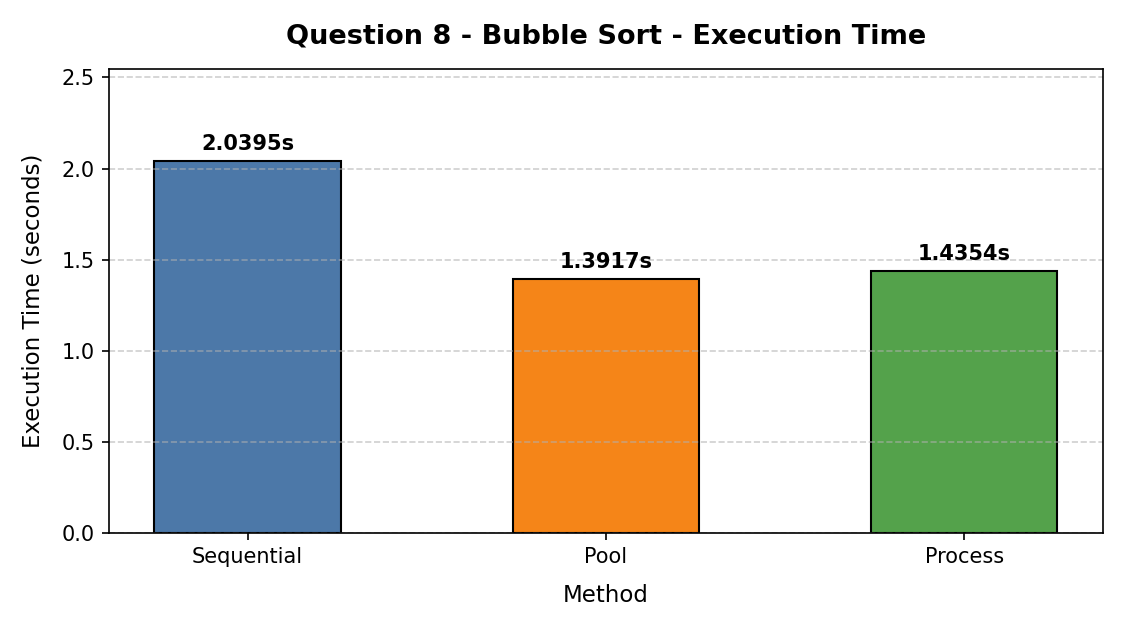 Question 8 - Bubble Sort - Execution Time
Execution Time (seconds)
2.5
2.0
1.5
1.0
0.5
0.0
2.0395s
1.3917s
1.4354s
Sequential
Pool
Process
Method